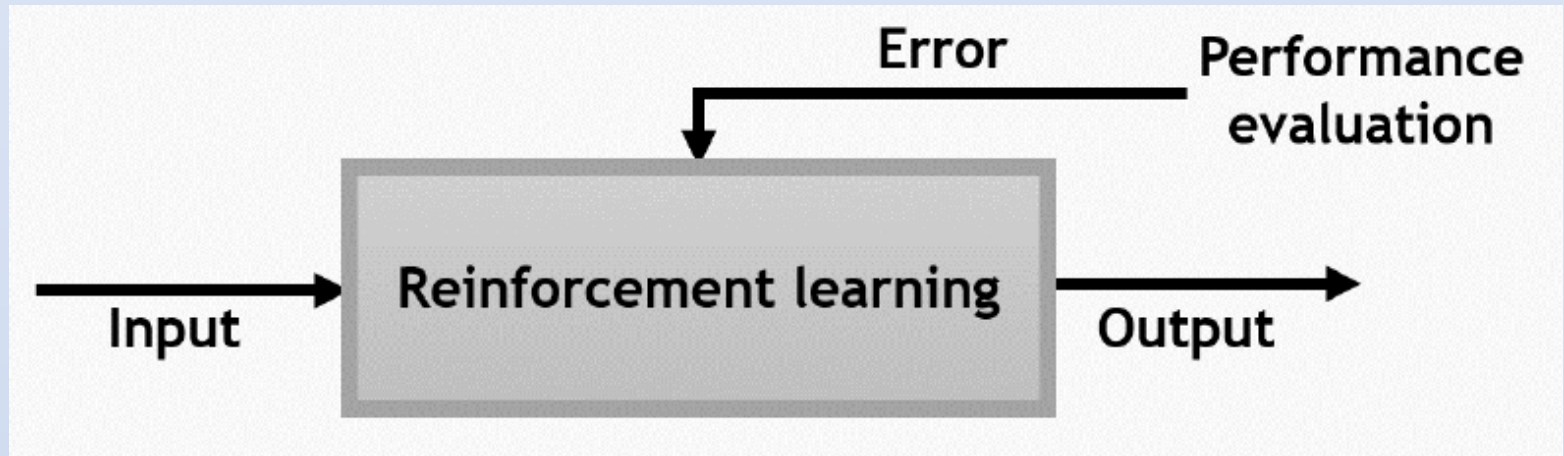 Error
Performance
evaluation
Reinforcement learning
Input
Output